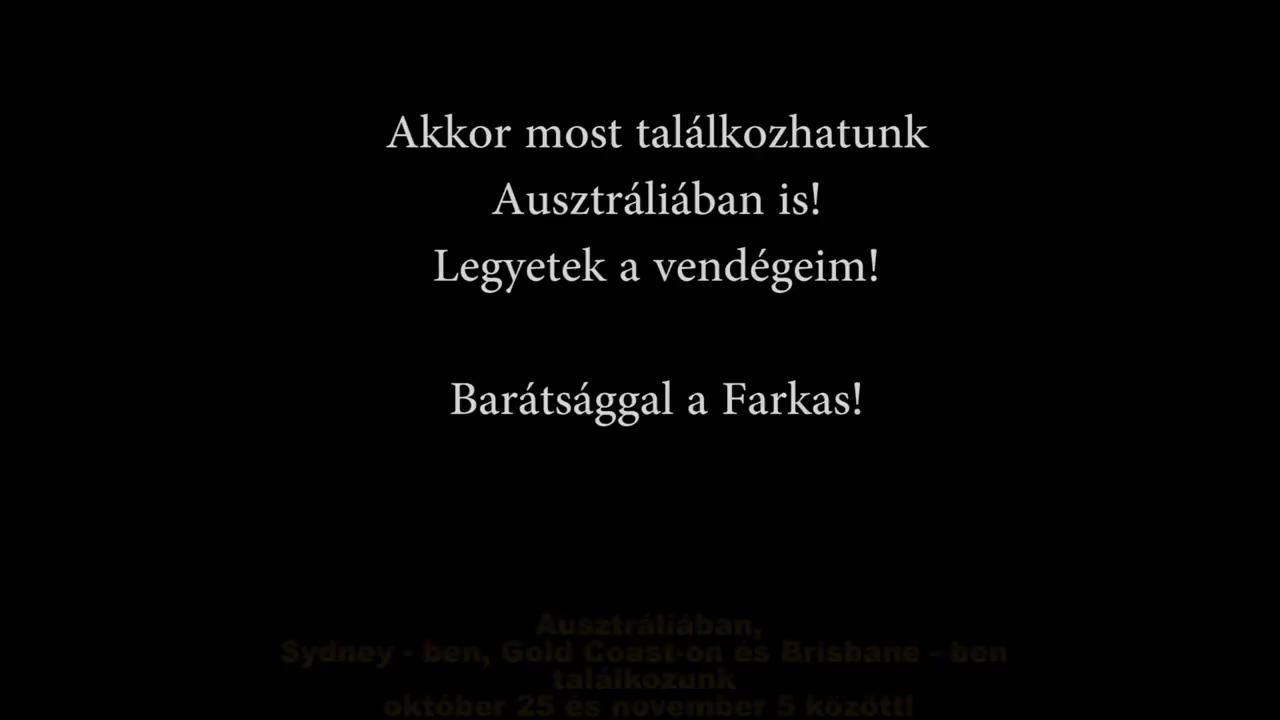 Akkor most találkozhatunk
Ausztráliában is!
Legyetek a vendégeim!
Barátsággal a Farkas!
Ausztráliában,
Sydney - ben, Gold Coast-on és Brisbane - ben
találkozunk
október 25 és november 5 között!